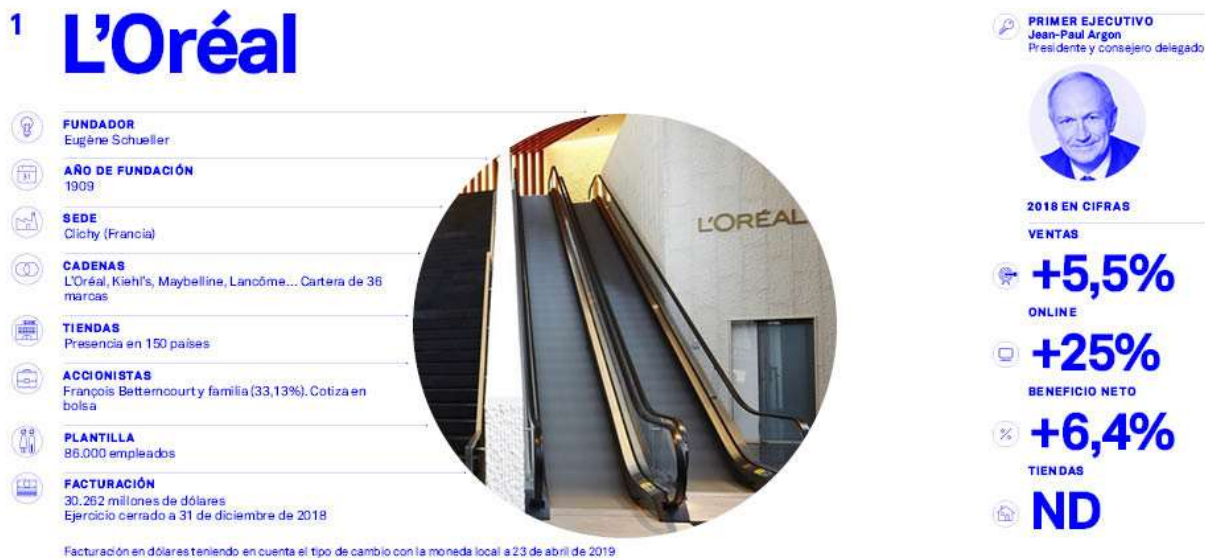 1
L'Oréal
FUNDADOR
Eugène Schueller
AÑO DE FUNDACIÓN
1909
SEDE
Clichy (Francia)
CADENAS
L'Oréal, Kiehl's, Maybelline, Lancôme... Cartera de 36
marcas
TIENDAS
Presencia en 150 países
ACCIONISTAS
François Betterncourt y familia (33,13%). Cotiza en
bolsa
PLANTILLA
86.000 empleados
FACTURACIÓN
30.262 millones de dólares
Ejercicio cerrado a 31 de diciembre de 2018
Facturación en dólares teniendo en cuenta el tipo de cambio con la moneda local a 23 de abril de 2019
L'ORÉAL
PRIMER EJECUTIVO
Jean-Paul Argon
Presidente y consejero delegado
2018 EN CIFRAS
VENTAS
+5,5%
ONLINE
+25%
BENEFICIO NETO
+6,4%
TIENDAS
ND